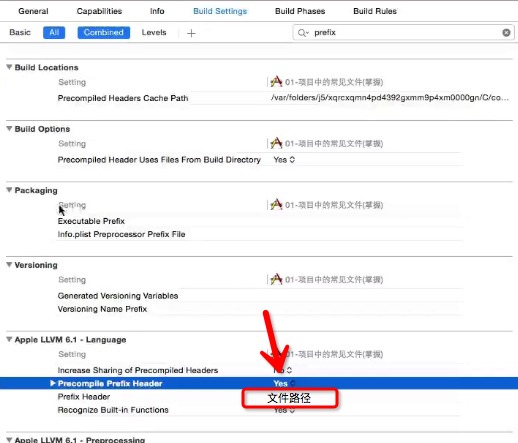 General Capabilities Info Build Settings Build Phases Build Rules
Basic All Combined Levels + prefix
Build Locations
Setting 01-项目中的常见文件(掌握)
Precompiled Headers Cache Path /var/folders/j5/xqrcxqmn4pd4392gxmm9p4xm0000gn/C/co...
Build Options
Setting 01-项目中的常见文件(掌握)
Precompiled Header Uses Files From Build Directory Yes
Packaging
Setting 01-项目中的常见文件(掌握)
Executable Prefix
Info.plist Preprocessor Prefix File
Versioning
Setting 01-项目中的常见文件(掌握)
Generated Versioning Variables
Versioning Name Prefix
Apple LLVM 6.1 - Language
Setting 01-项目中的常见文件(掌握)
Increase Sharing of Precompiled Headers No
Precompile Prefix Header Yes
Prefix Header 文件路径
Recognize Built-in Functions Yes
Apple LLVM 6.1 - Preprocessing